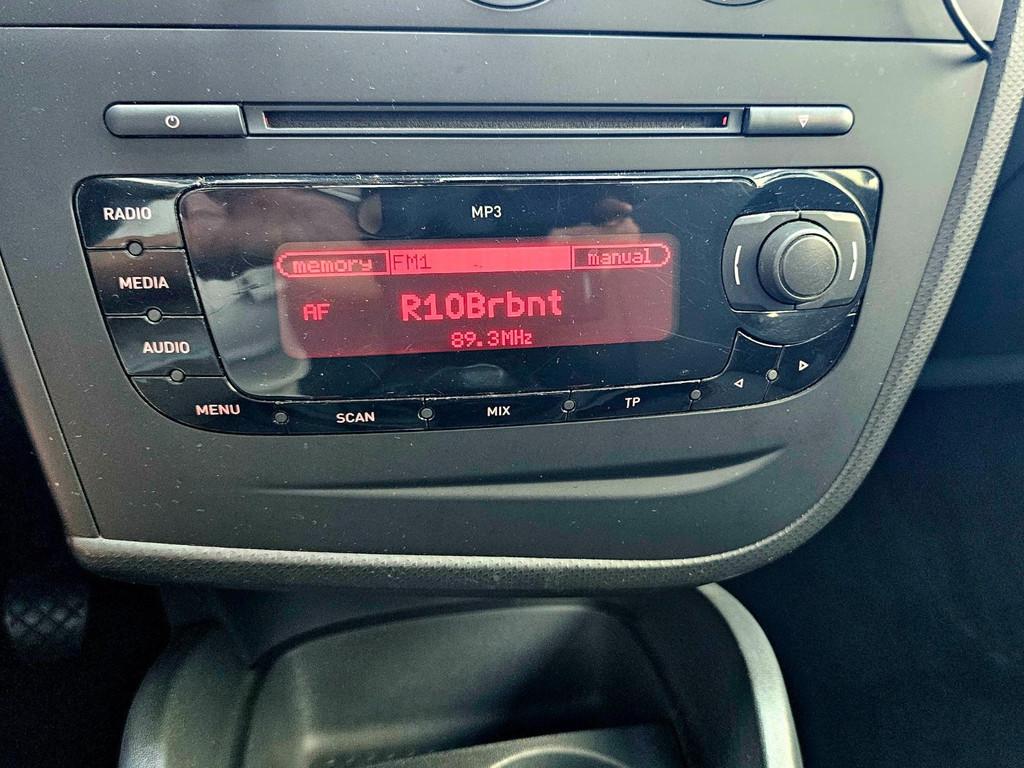 MP3
RADIO
MEDIA
AUDIO
MENU
SCAN
MIX
TP
memory FM1 manual
AF R10Brbnt
89.3MHz